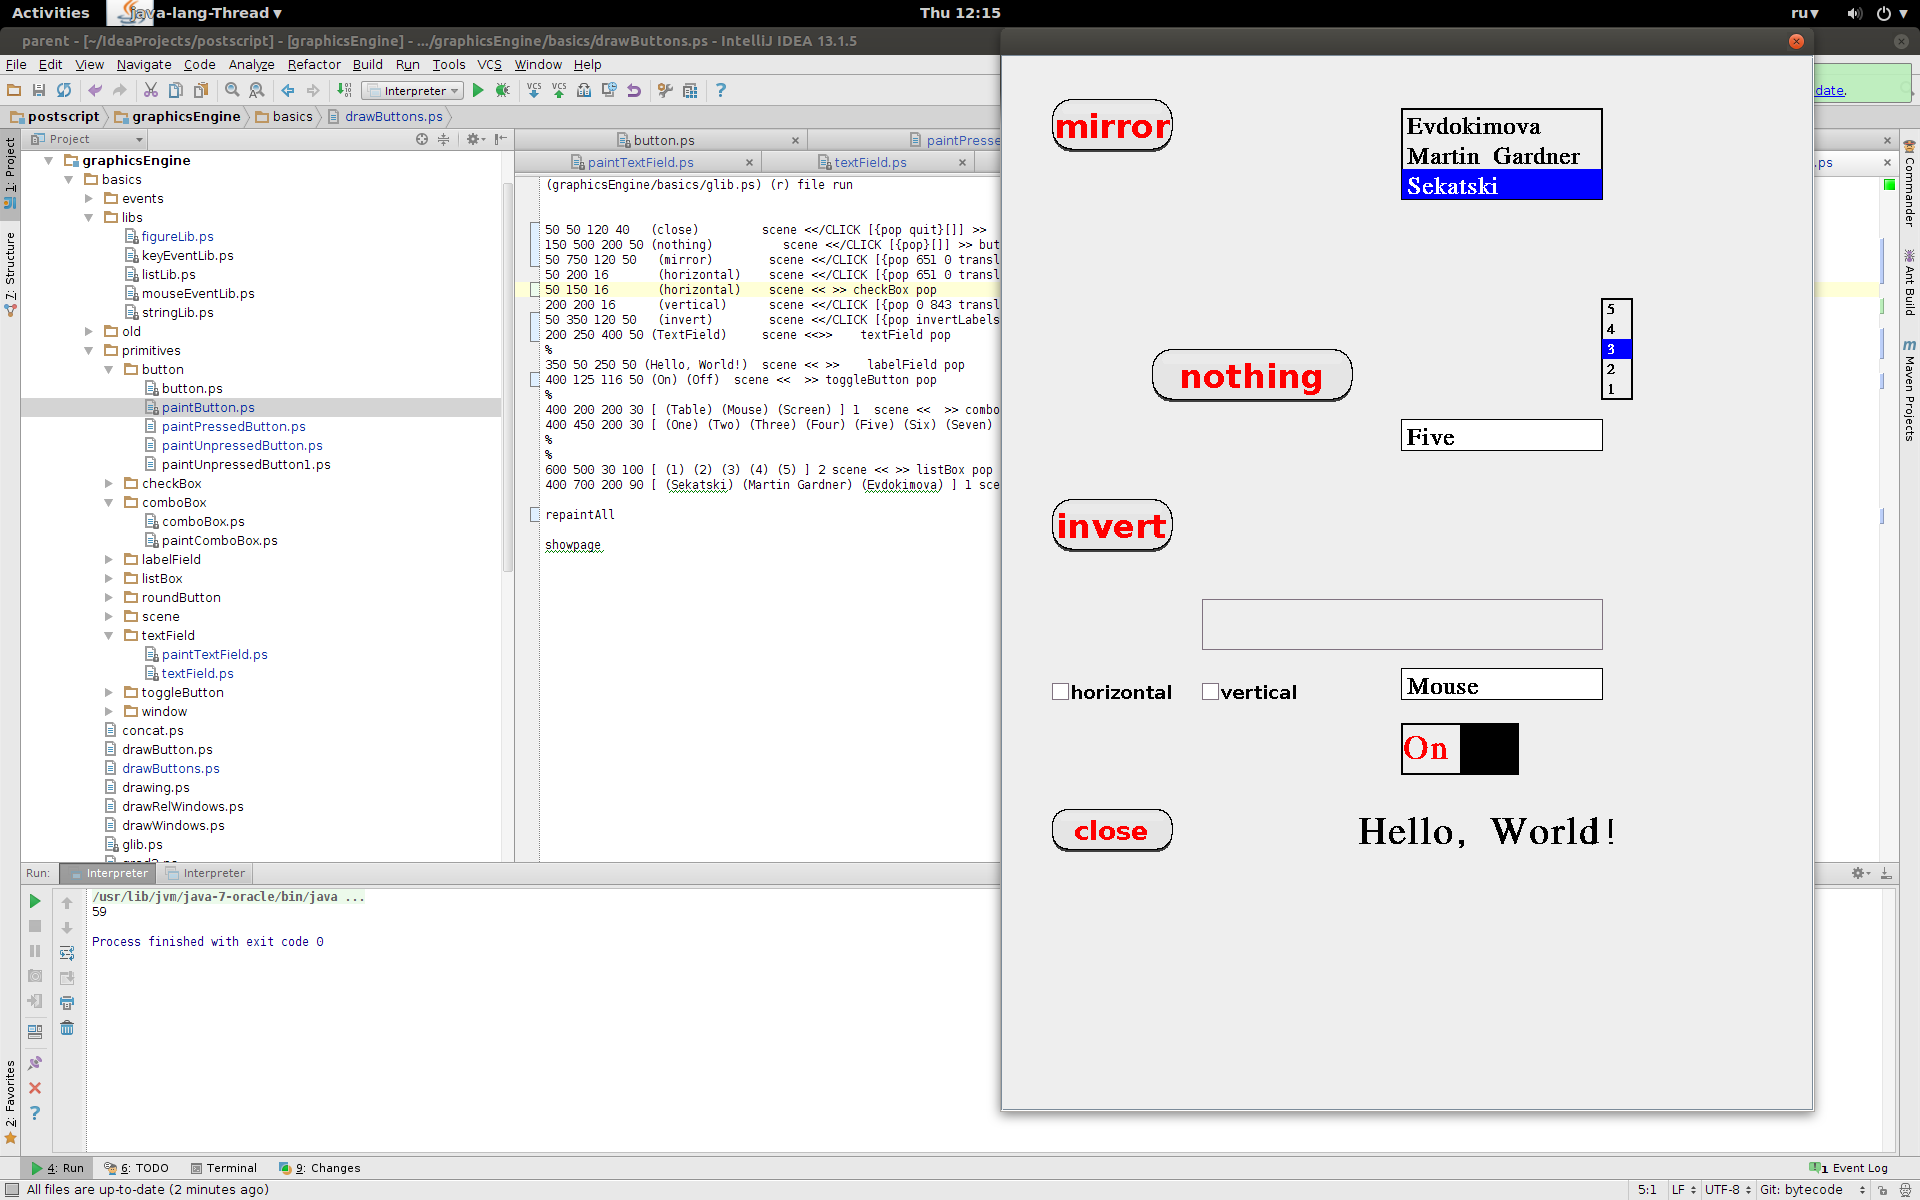 Activities java-lang-Thread Thu 12:15 ru
parent - [~/IdeaProjects/postscript] - [graphicsEngine] - .../graphicsEngine/basics/drawButtons.ps - IntelliJ IDEA 13.1.5
File Edit View Navigate Code Analyze Refactor Build Run Tools VCS Window Help
Interpreter
VCS VCS
date.
postscript graphicsEngine basics drawButtons.ps
Project
button.ps
paintPresse
paintTextField.ps
textField.ps
.ps
1: Project
7: Structure
2: Favorites
graphicsEngine
basics
events
libs
figureLib.ps
keyEventLib.ps
listLib.ps
mouseEventLib.ps
stringLib.ps
old
primitives
button
button.ps
paintButton.ps
paintPressedButton.ps
paintUnpressedButton.ps
paintUnpressedButton1.ps
checkBox
comboBox
comboBox.ps
paintComboBox.ps
labelField
listBox
roundButton
scene
textField
paintTextField.ps
textField.ps
toggleButton
window
concat.ps
drawButton.ps
drawButtons.ps
drawing.ps
drawRelWindows.ps
drawWindows.ps
glib.ps
(graphicsEngine/basics/glib.ps) (r) file run
50 50 120 40 (close) scene <</CLICK [{pop quit}[]] >>
150 500 200 50 (nothing) scene <</CLICK [{pop}[]] >> but
50 750 120 50 (mirror) scene <</CLICK [{pop 651 0 transl
50 200 16 (horizontal) scene <</CLICK [{pop 651 0 transl
50 150 16 (horizontal) scene << >> checkBox pop
200 200 16 (vertical) scene <</CLICK [{pop 0 843 transl
50 350 120 50 (invert) scene <</CLICK [{pop invertLabels
200 250 400 50 (TextField) scene <<>> textField pop
%
350 50 250 50 (Hello, World!) scene << >> labelField pop
400 125 116 50 (On) (Off) scene << >> toggleButton pop
%
400 200 200 30 [ (Table) (Mouse) (Screen) ] 1 scene << >> combo
400 450 200 30 [ (One) (Two) (Three) (Four) (Five) (Six) (Seven)
%
%
600 500 30 100 [ (1) (2) (3) (4) (5) ] 2 scene << >> listBox pop
400 700 200 90 [ (Sekatski) (Martin Gardner) (Evdokimova) ] 1 sce
repaintAll
showpage
mirror
Evdokimova
Martin Gardner
Sekatski
5
4
3
2
1
nothing
Five
invert
horizontal
vertical
Mouse
On
close
Hello, World!
Commander
Ant Build
m Maven Projects
Run: Interpreter Interpreter
/usr/lib/jvm/java-7-oracle/bin/java ...
59
Process finished with exit code 0
4: Run 6: TODO Terminal 9: Changes 1 Event Log
All files are up-to-date (2 minutes ago) 5:1 LF UTF-8 Git: bytecode